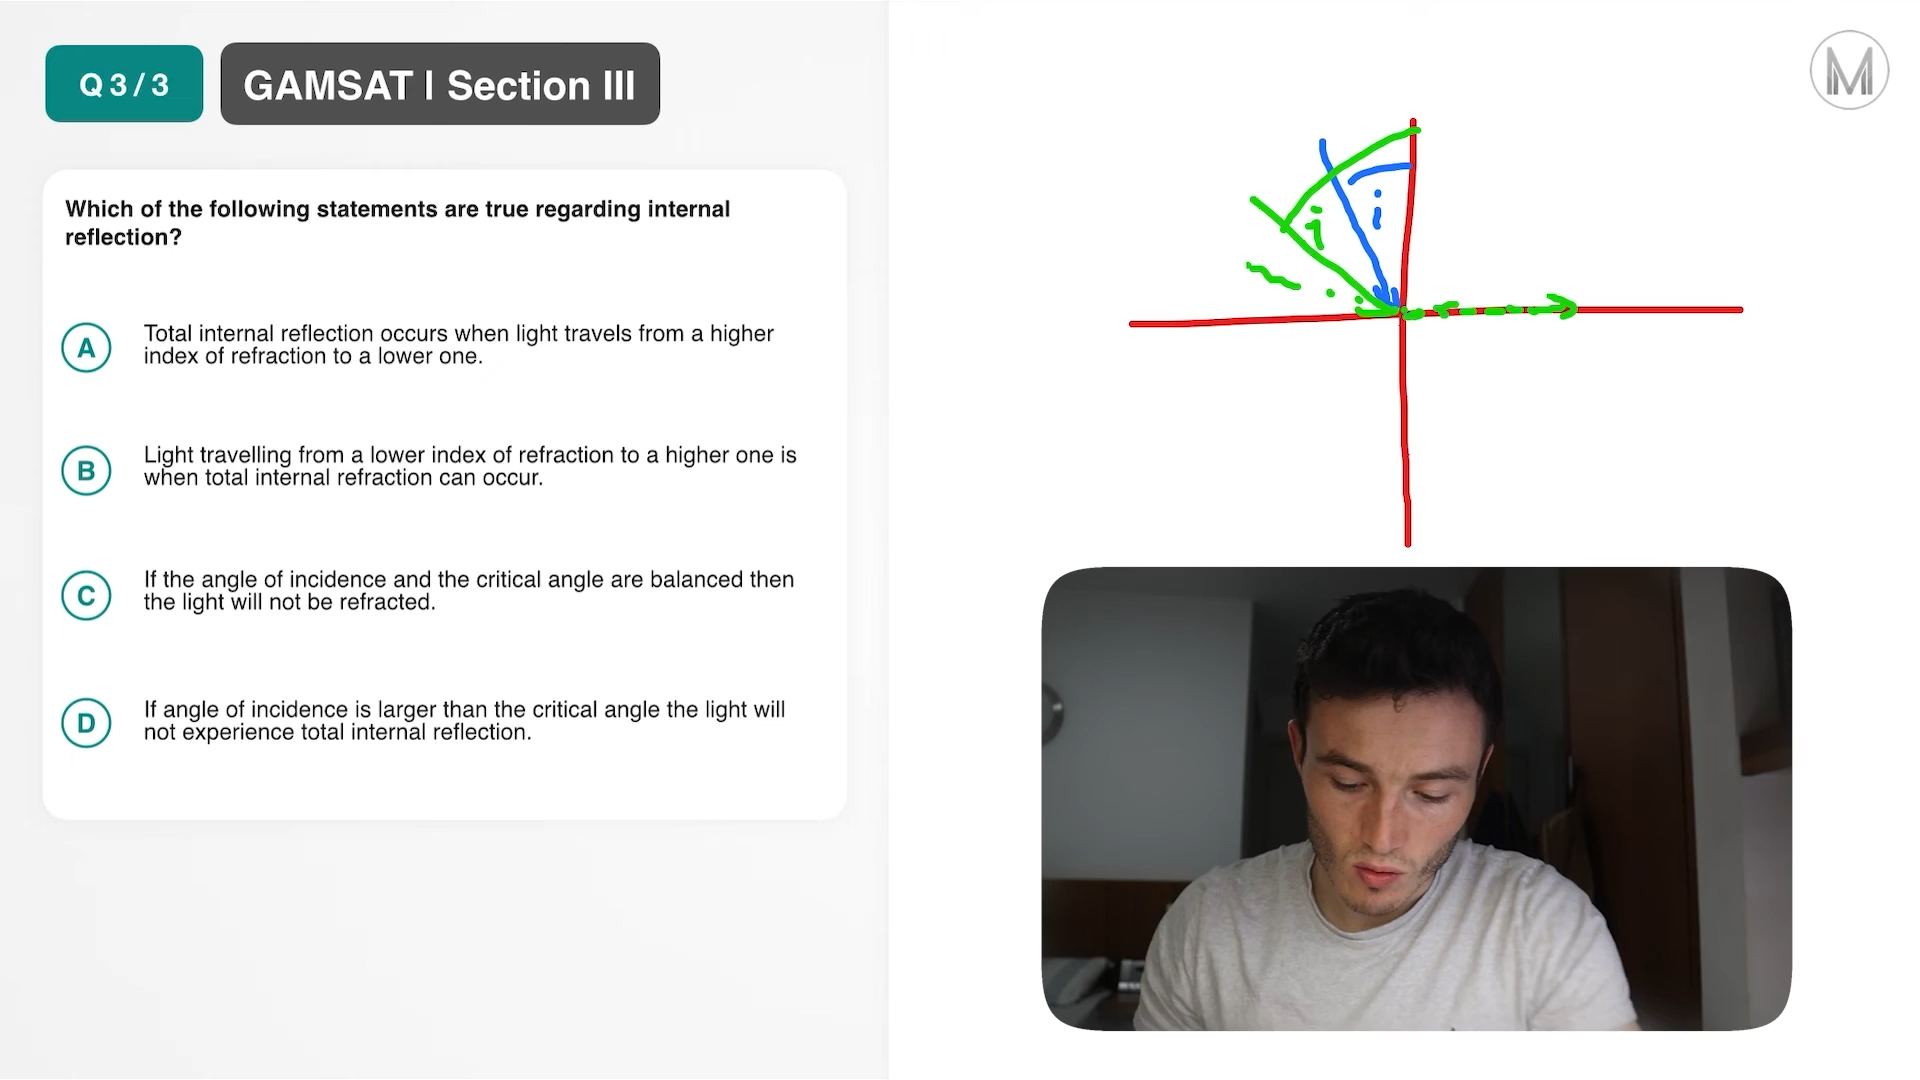 Q 3 / 3
GAMSAT | Section III
Which of the following statements are true regarding internal
reflection?
A
Total internal reflection occurs when light travels from a higher
index of refraction to a lower one.
B
Light travelling from a lower index of refraction to a higher one is
when total internal refraction can occur.
C
If the angle of incidence and the critical angle are balanced then
the light will not be refracted.
D
If angle of incidence is larger than the critical angle the light will
not experience total internal reflection.
i
i
M